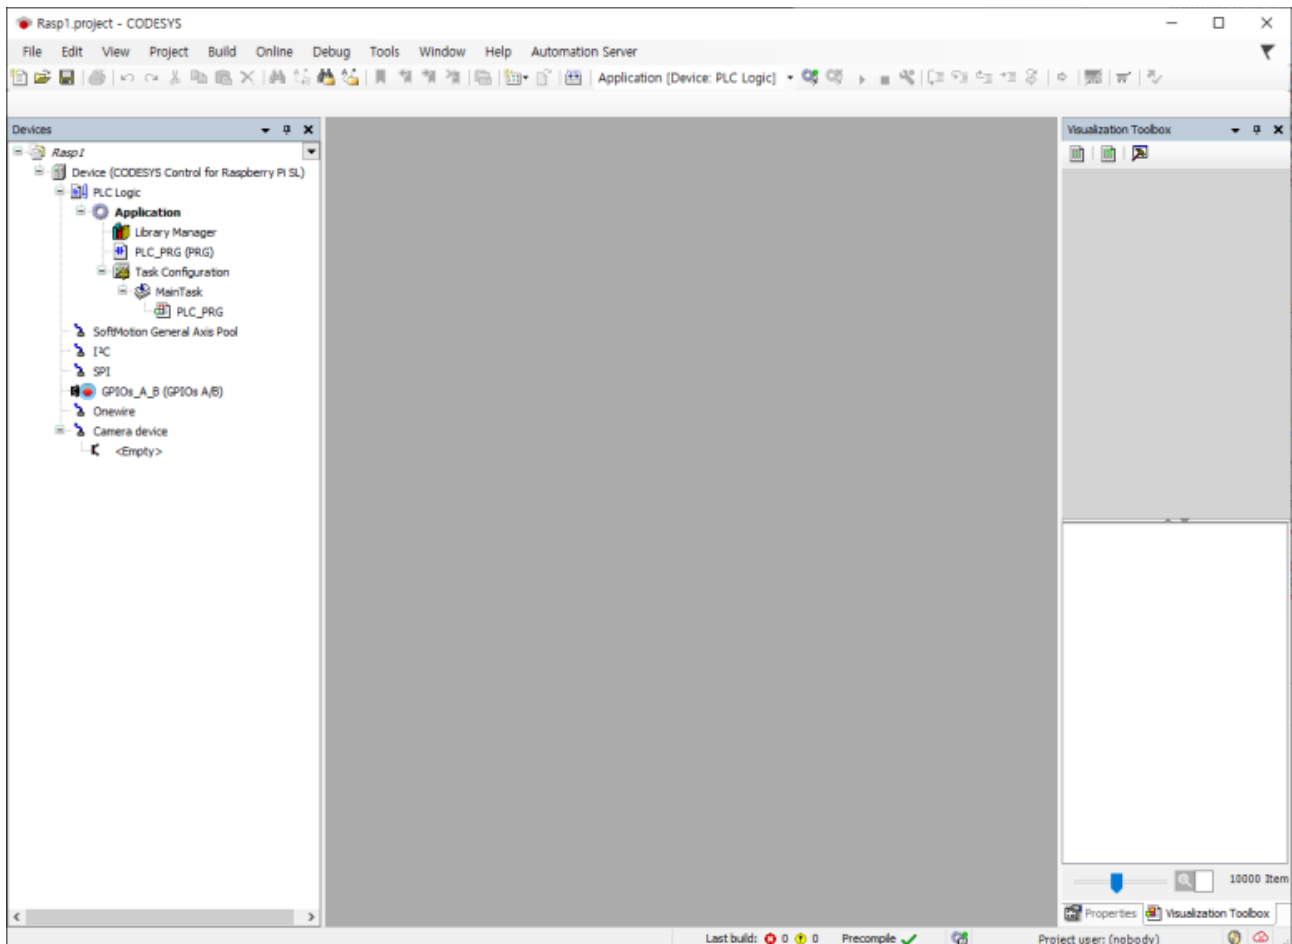 Rasp1.project - CODESYS
File Edit View Project Build Online Debug Tools Window Help Automation Server
Application [Device: PLC Logic]
Devices
Rasp1
Device (CODESYS Control for Raspberry Pi SL)
PLC Logic
Application
Library Manager
PLC_PRG (PRG)
Task Configuration
MainTask
PLC_PRG
SoftMotion General Axis Pool
I²C
SPI
GPIOs_A_B (GPIOs A/B)
Onewire
Camera device
<Empty>
Visualization Toolbox
10000 Item
Properties Visualization Toolbox
Last build: 0 0 Precompile Project user: (nobody)